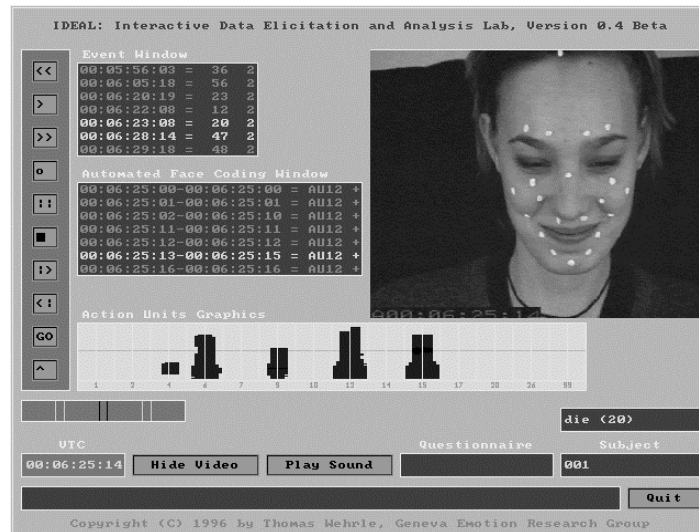 IDEAL: Interactive Data Elicitation and Analysis Lab, Version 0.4 Beta
Event Window
00:05:56:03 = 36 2
00:06:05:18 = 56 2
00:06:20:19 = 23 2
00:06:22:08 = 12 2
00:06:23:08 = 20 2
00:06:28:14 = 47 2
00:06:29:18 = 48 2
Automated Face Coding Window
00:06:25:00-00:06:25:00 = AU12 +
00:06:25:01-00:06:25:01 = AU12 +
00:06:25:02-00:06:25:10 = AU12 +
00:06:25:11-00:06:25:11 = AU12 +
00:06:25:12-00:06:25:12 = AU12 +
00:06:25:13-00:06:25:15 = AU12 +
00:06:25:16-00:06:25:16 = AU12 +
<<
>
>>
o
::
■
:>
<:
GO
^
A00:06:25:14
Action Units Graphics
1 2 4 6 9 10 12 15 17 20 26
die (20)
VTC Questionnaire Subject
00:06:25:14 Hide Video Play Sound 001
Quit
Copyright (C) 1996 by Thomas Wehrle, Geneva Emotion Research Group